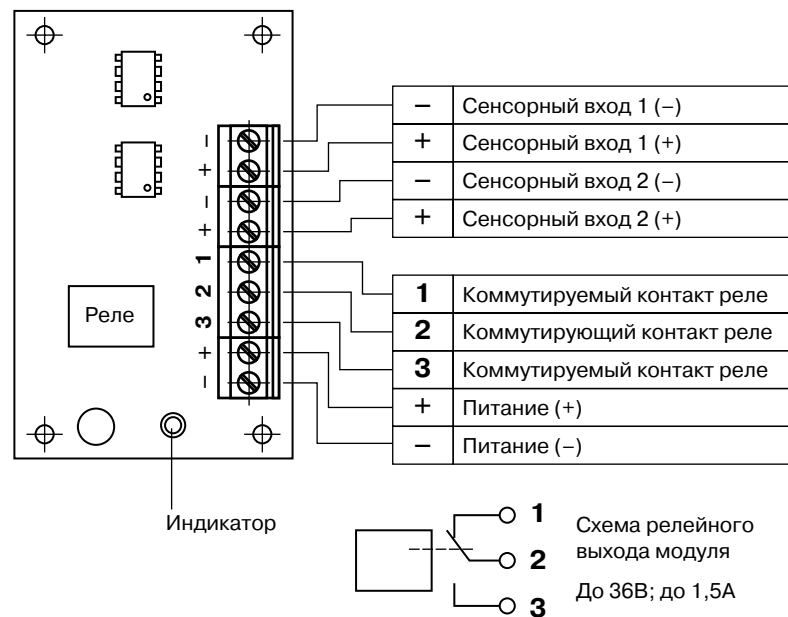 Реле
Индикатор
−
+
−
+
1
2
3
+
−
− Сенсорный вход 1 (−)
+ Сенсорный вход 1 (+)
− Сенсорный вход 2 (−)
+ Сенсорный вход 2 (+)
1 Коммутируемый контакт реле
2 Коммутирующий контакт реле
3 Коммутируемый контакт реле
+ Питание (+)
− Питание (−)
1
2
3
Схема релейного
выхода модуля
До 36В; до 1,5А